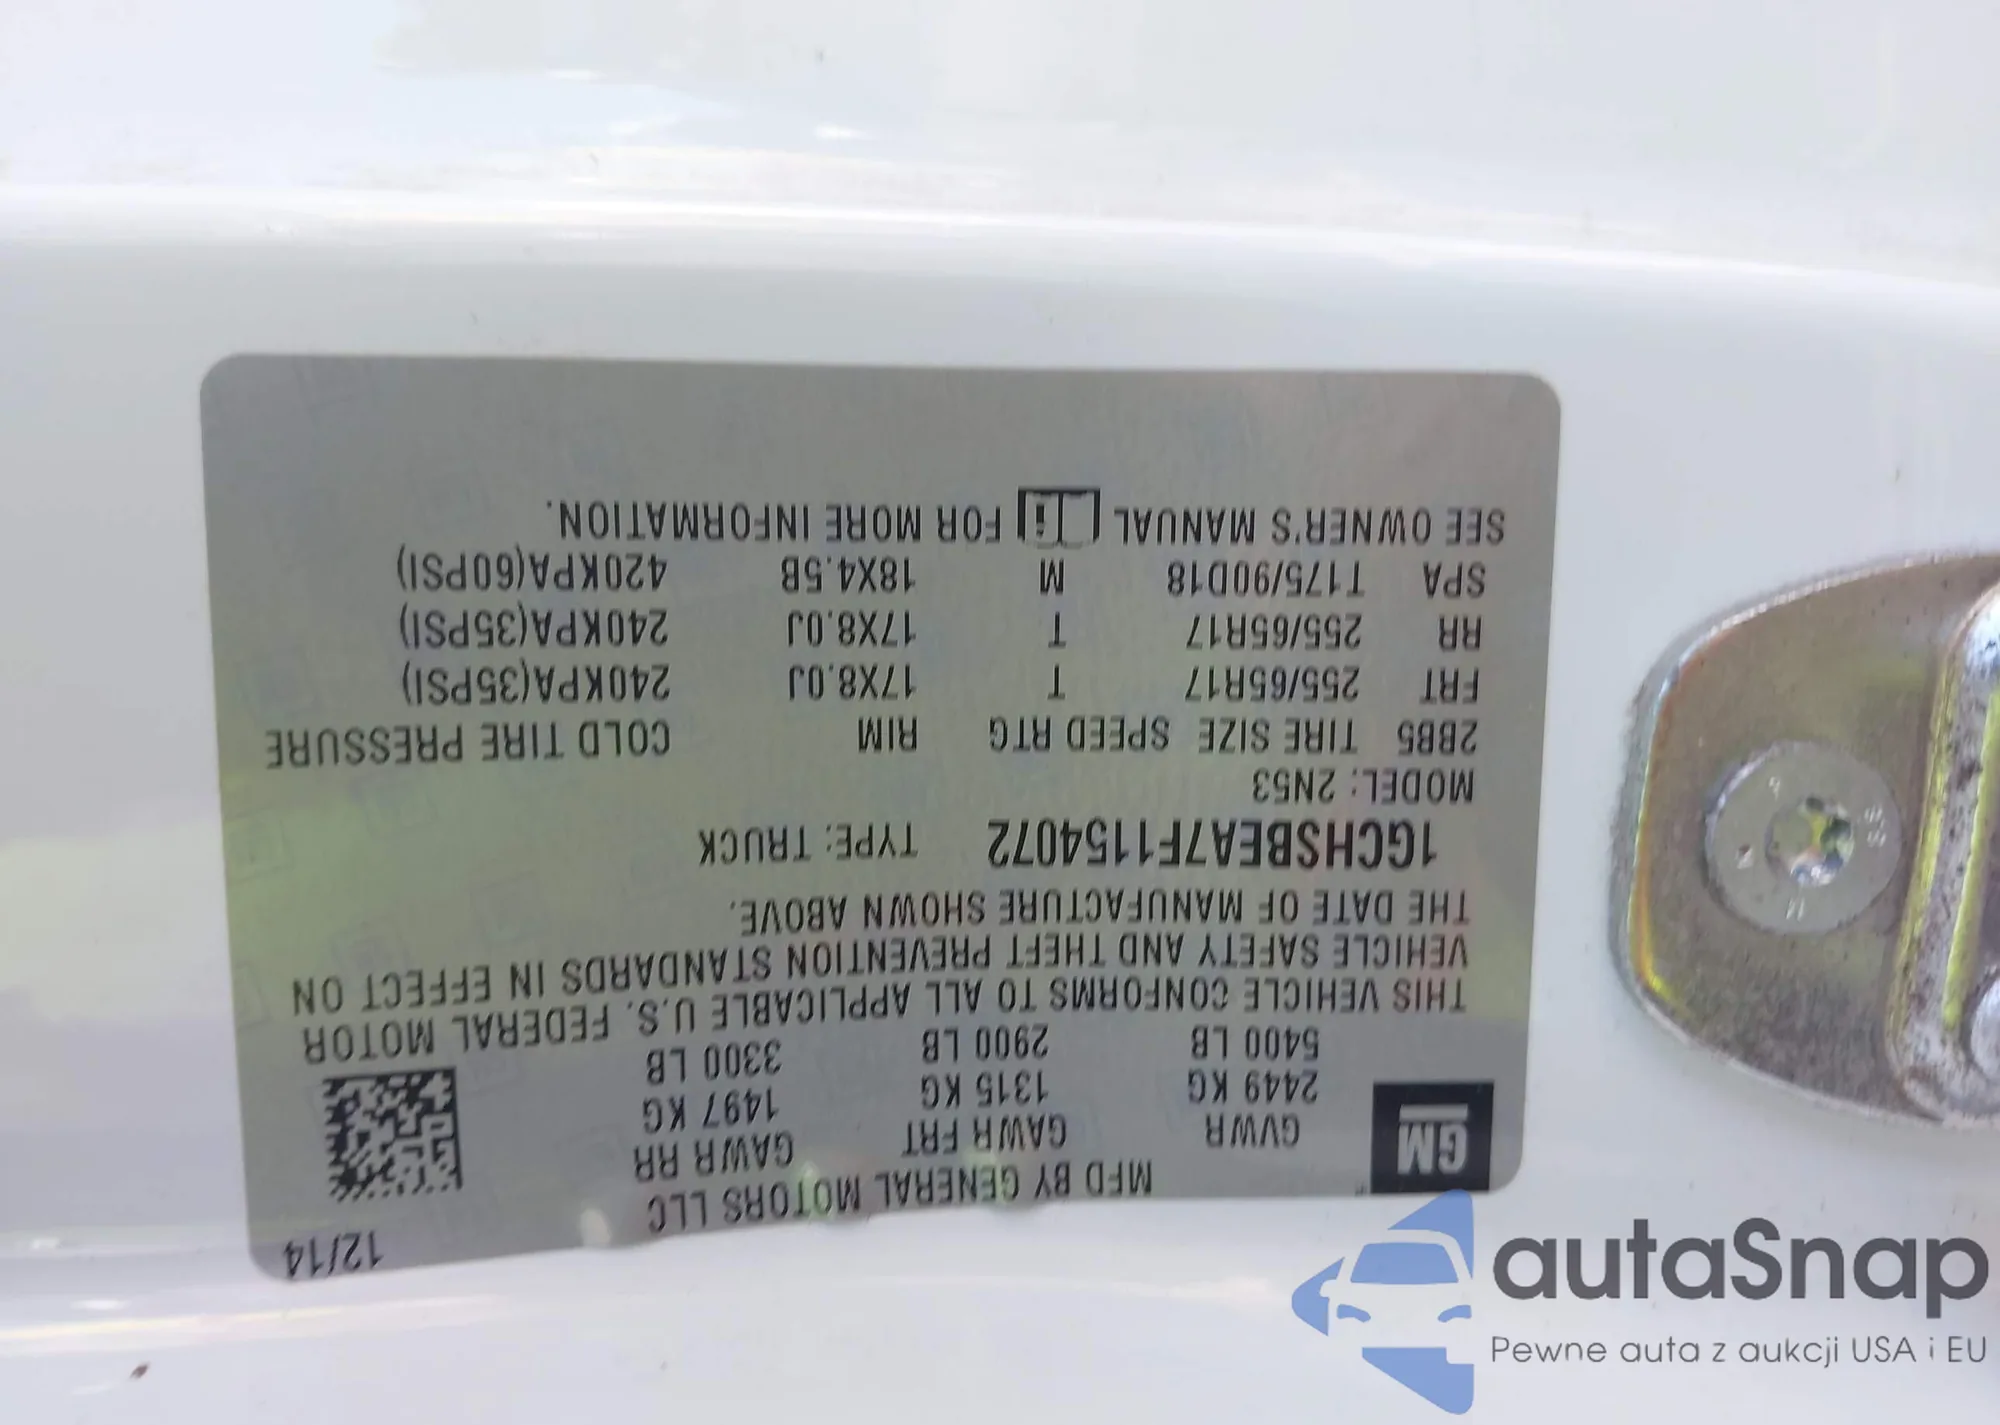 12/14
MFD BY GENERAL MOTORS LLC
GM
GVWR GAWR FRT GAWR RR
2449 KG 1315 KG 1497 KG
5400 LB 2900 LB 3300 LB
THIS VEHICLE CONFORMS TO ALL APPLICABLE U.S. FEDERAL MOTOR
VEHICLE SAFETY AND THEFT PREVENTION STANDARDS IN EFFECT ON
THE DATE OF MANUFACTURE SHOWN ABOVE.
1GCHSBEA7F1154072 TYPE: TRUCK
MODEL: 2N53
2BB5 TIRE SIZE SPEED RTG RIM COLD TIRE PRESSURE
FRT 255/65R17 T 17X8.0J 240KPA(35PSI)
RR 255/65R17 T 17X8.0J 240KPA(35PSI)
SPA T175/90D18 M 18X4.5B 420KPA(60PSI)
SEE OWNER'S MANUAL i FOR MORE INFORMATION.
autaSnap
Pewne auta z aukcji USA i EU